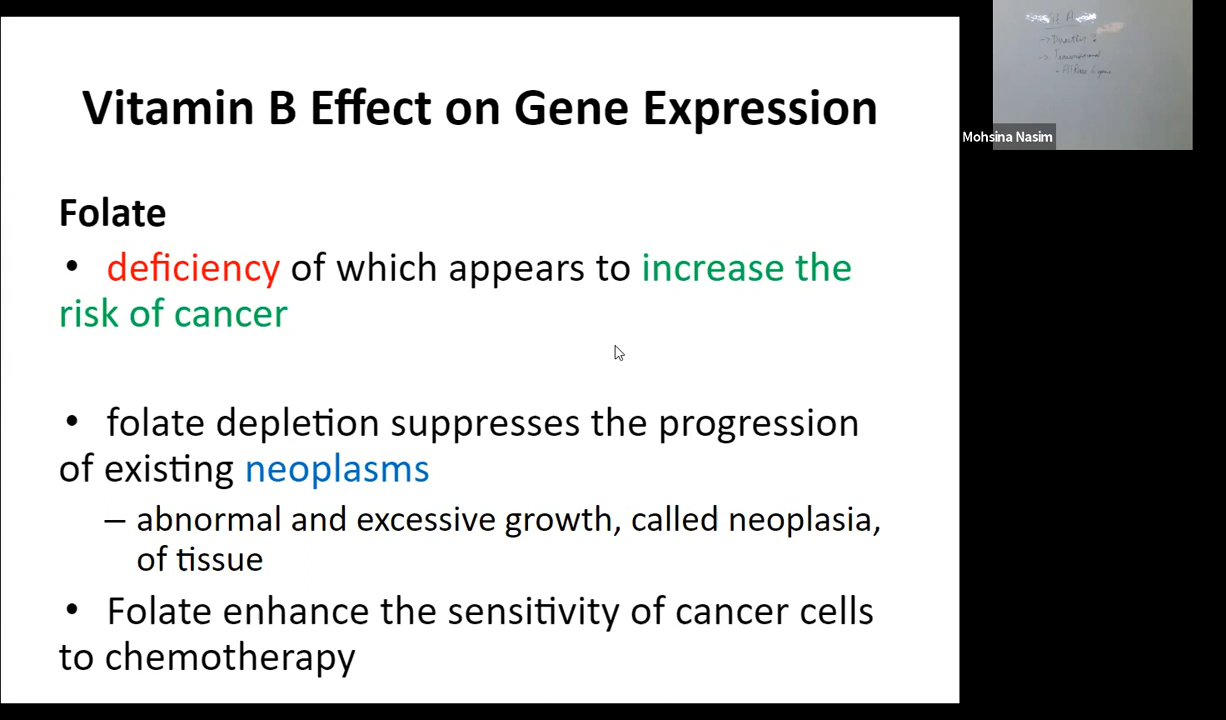 Vitamin B Effect on Gene Expression
Mohsina Nasim
Folate
• deficiency of which appears to increase the
risk of cancer
• folate depletion suppresses the progression
of existing neoplasms
– abnormal and excessive growth, called neoplasia,
of tissue
• Folate enhance the sensitivity of cancer cells
to chemotherapy